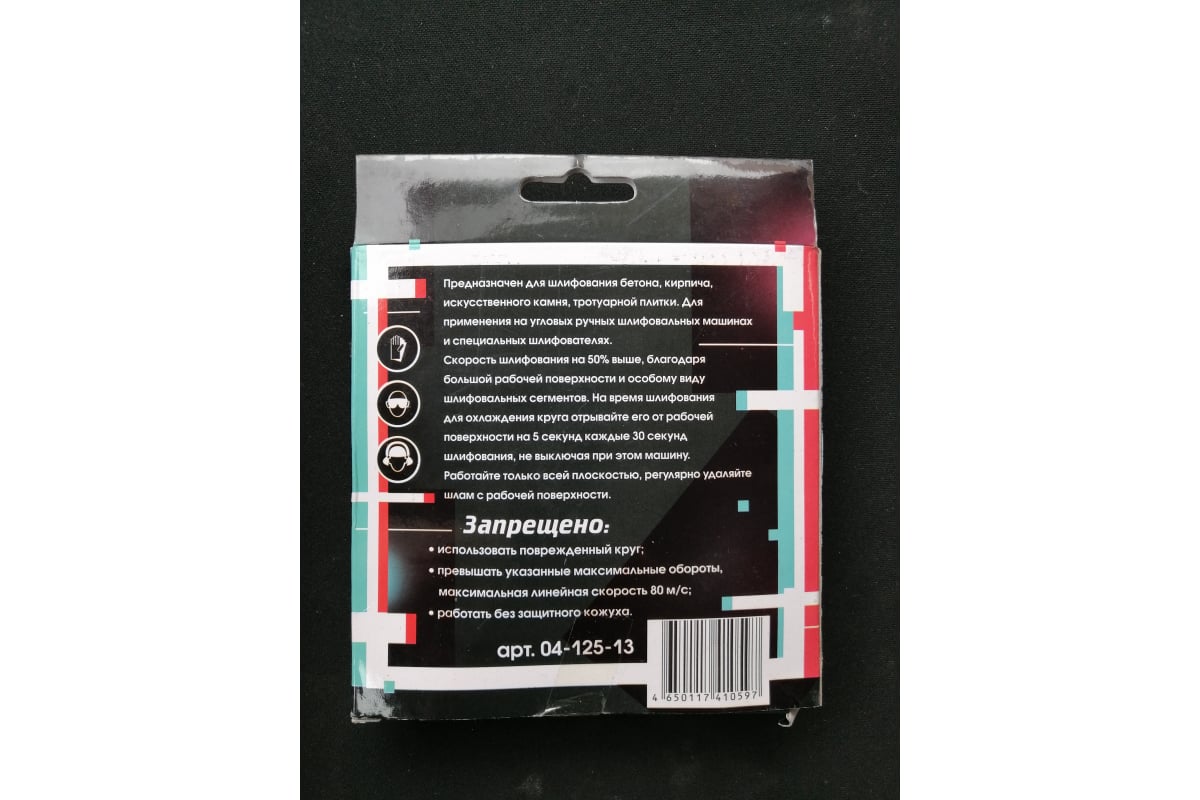 Предназначен для шлифования бетона, кирпича,
искусственного камня, тротуарной плитки. Для
применения на угловых ручных шлифовальных машинах
и специальных шлифователях.
Скорость шлифования на 50% выше, благодаря
большой рабочей поверхности и особому виду
шлифовальных сегментов. На время шлифования
для охлаждения круга отрывайте его от рабочей
поверхности на 5 секунд каждые 30 секунд
шлифования, не выключая при этом машину.
Работайте только всей плоскостью, регулярно удаляйте
шлам с рабочей поверхности.
Запрещено:
• использовать поврежденный круг;
• превышать указанные максимальные обороты,
максимальная линейная скорость 80 м/с;
• работать без защитного кожуха.
арт. 04-125-13
4 650117 410597